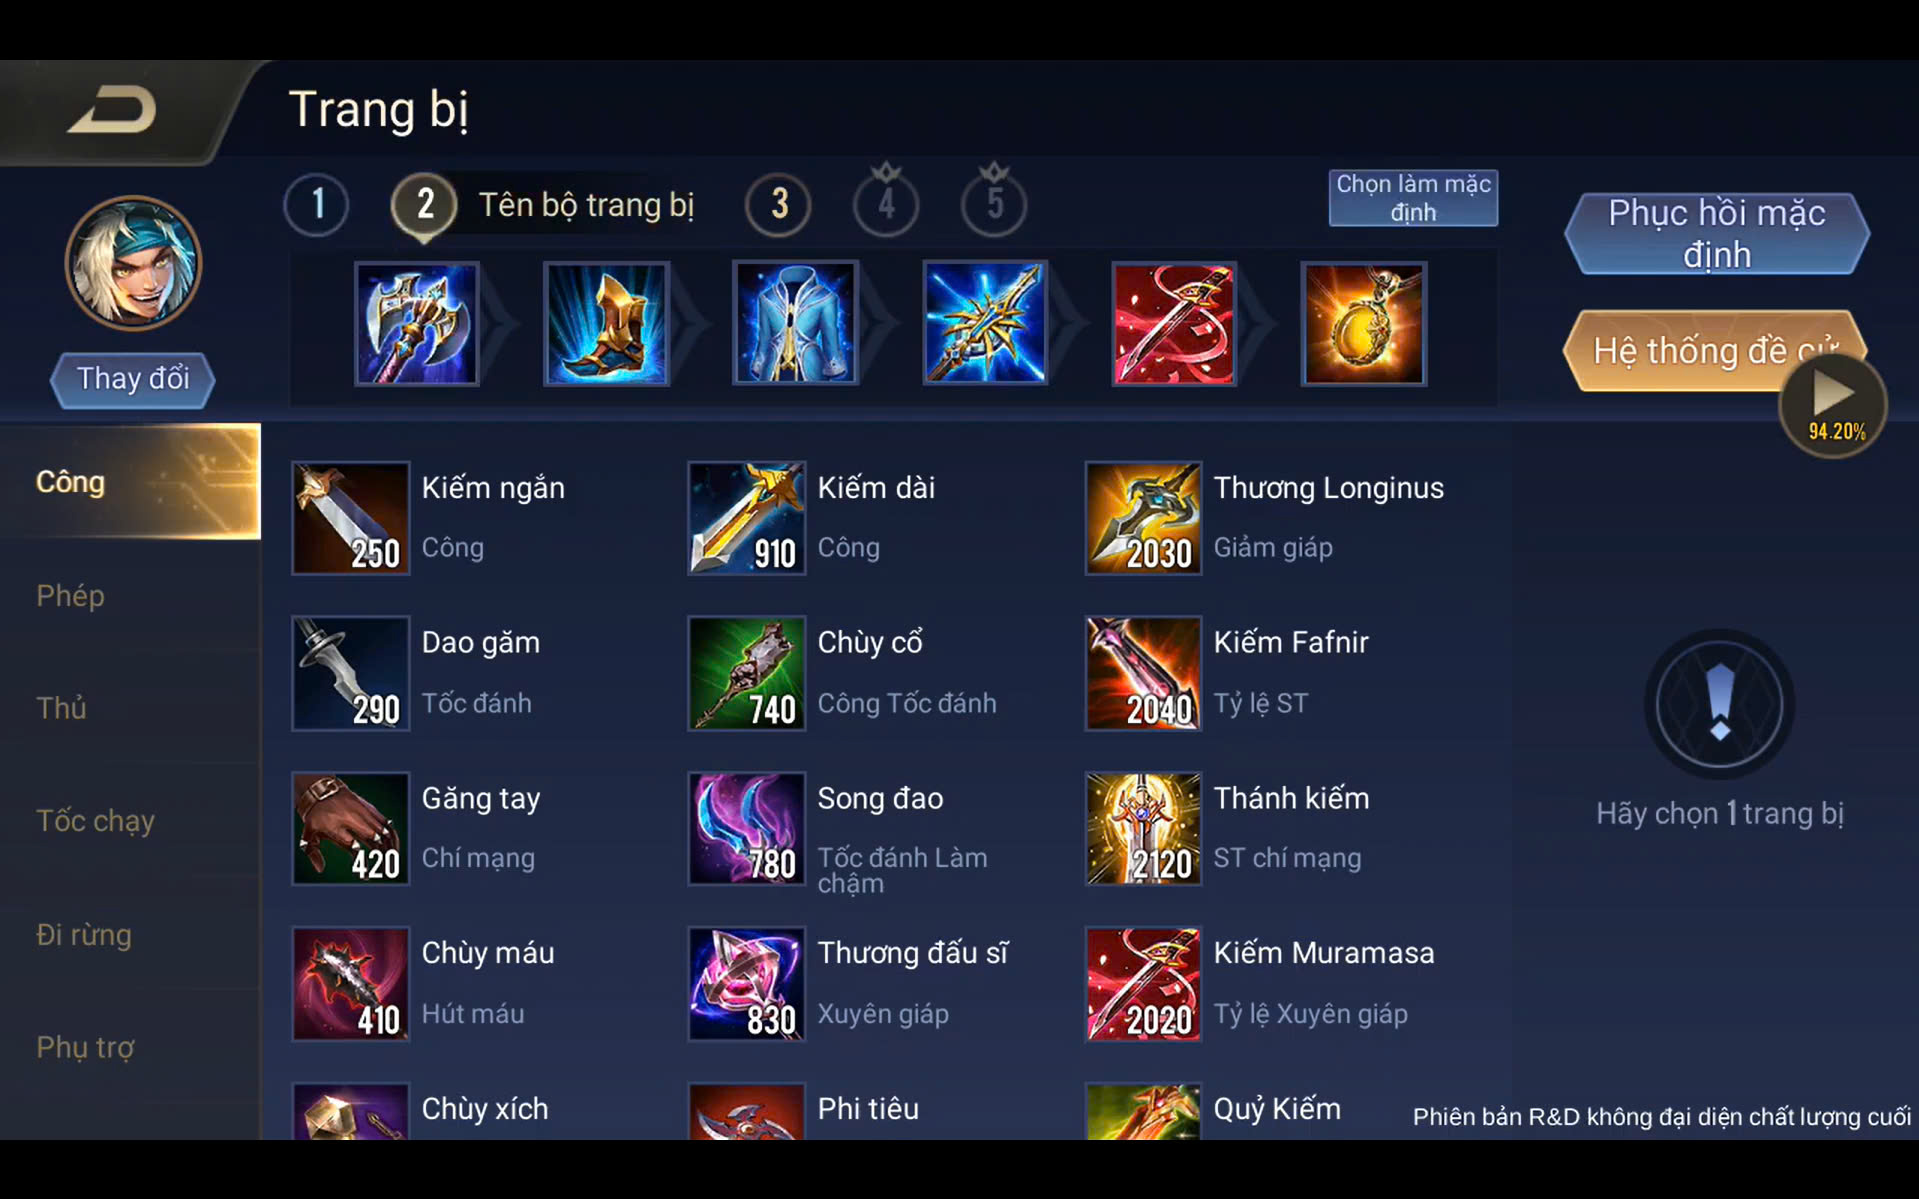 Trang bị
1
2
Tên bộ trang bị
3
4
5
Chọn làm mặc
định
Phục hồi mặc
định
Thay đổi
Hệ thống đề cử
94.20%
Công
Phép
Thủ
Tốc chạy
Đi rừng
Phụ trợ
Kiếm ngắn
250
Công
Kiếm dài
910
Công
Thương Longinus
2030
Giảm giáp
Dao găm
290
Tốc đánh
Chùy cổ
740
Công Tốc đánh
Kiếm Fafnir
2040
Tỷ lệ ST
Găng tay
420
Chí mạng
Song đao
780
Tốc đánh Làm
chậm
Thánh kiếm
2120
ST chí mạng
Chùy máu
410
Hút máu
Thương đấu sĩ
830
Xuyên giáp
Kiếm Muramasa
2020
Tỷ lệ Xuyên giáp
Chùy xích
Phi tiêu
Quỷ Kiếm
Hãy chọn 1 trang bị
Phiên bản R&D không đại diện chất lượng cuối